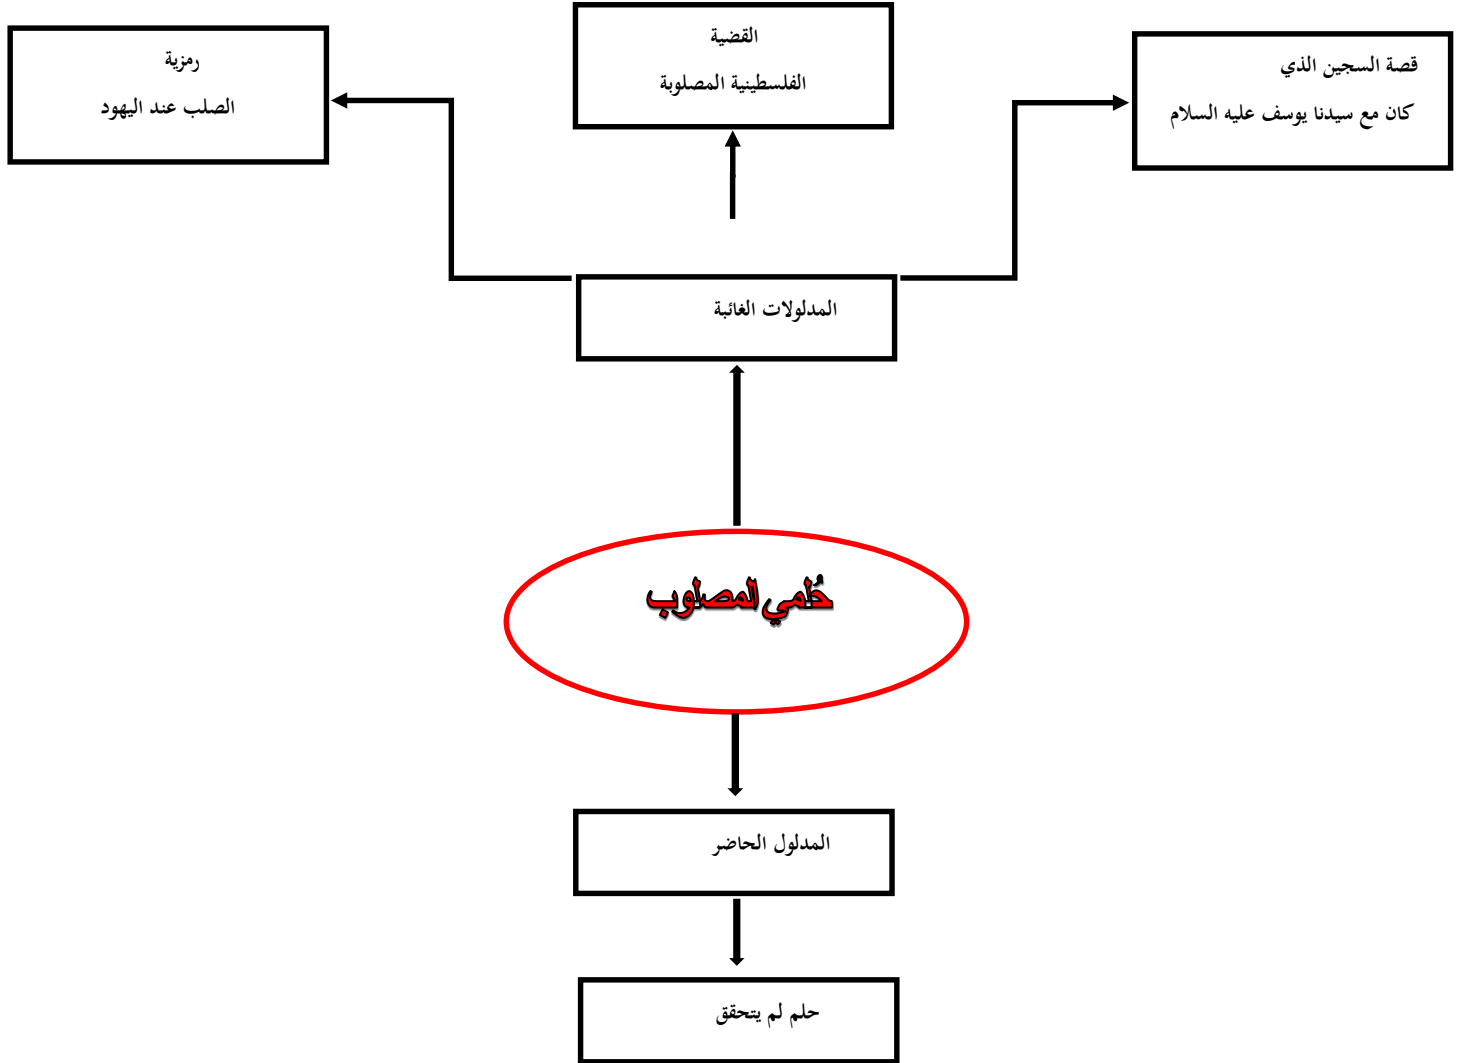 القضية
الفلسطينية المصلوبة
قصة السجين الذي
كان مع سيدنا يوسف عليه السلام
رمزية
الصلب عند اليهود
المدلولات الغائبة
حُلمي المصلوب
المدلول الحاضر
حلم لم يتحقق